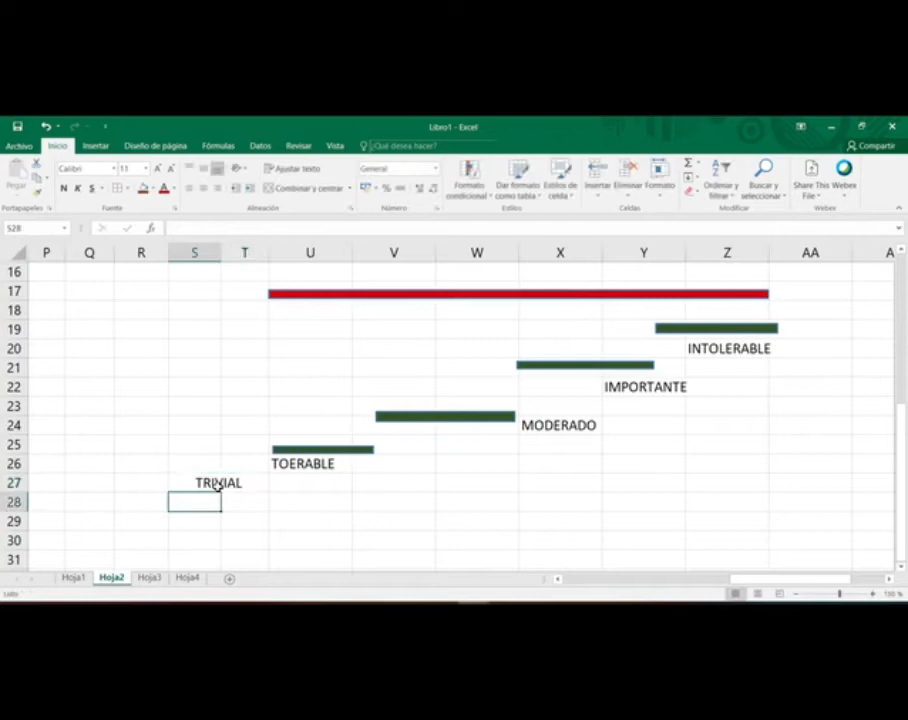 Libro1 - Excel
Archivo Inicio Insertar Diseño de página Fórmulas Datos Revisar Vista ¿Qué desea hacer? Compartir
Pegar Calibri 11 N K S Ajustar texto Combinar y centrar General % Formato condicional Dar formato como tabla Estilos de celda Insertar Eliminar Formato Ordenar y filtrar Buscar y seleccionar Share This File Webex
Portapapeles Fuente Alineación Número Estilos Celdas Modificar Webex
S28 fx
P Q R S T U V W X Y Z AA A
16
17
18
19
20 INTOLERABLE
21
22 IMPORTANTE
23
24 MODERADO
25
26 TOERABLE
27 TRIVIAL
28
29
30
31
Hoja1 Hoja2 Hoja3 Hoja4
Listo 150 %